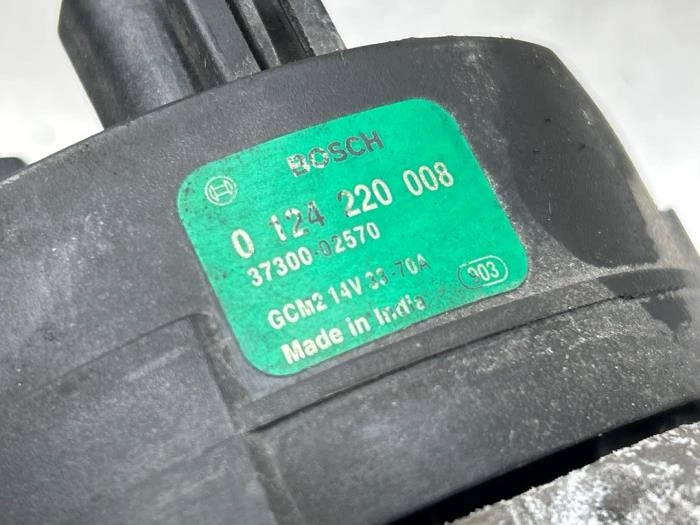 BOSCH
0 124 220 008
37300-02570
GCM2 14V 33-70A
903
Made in India